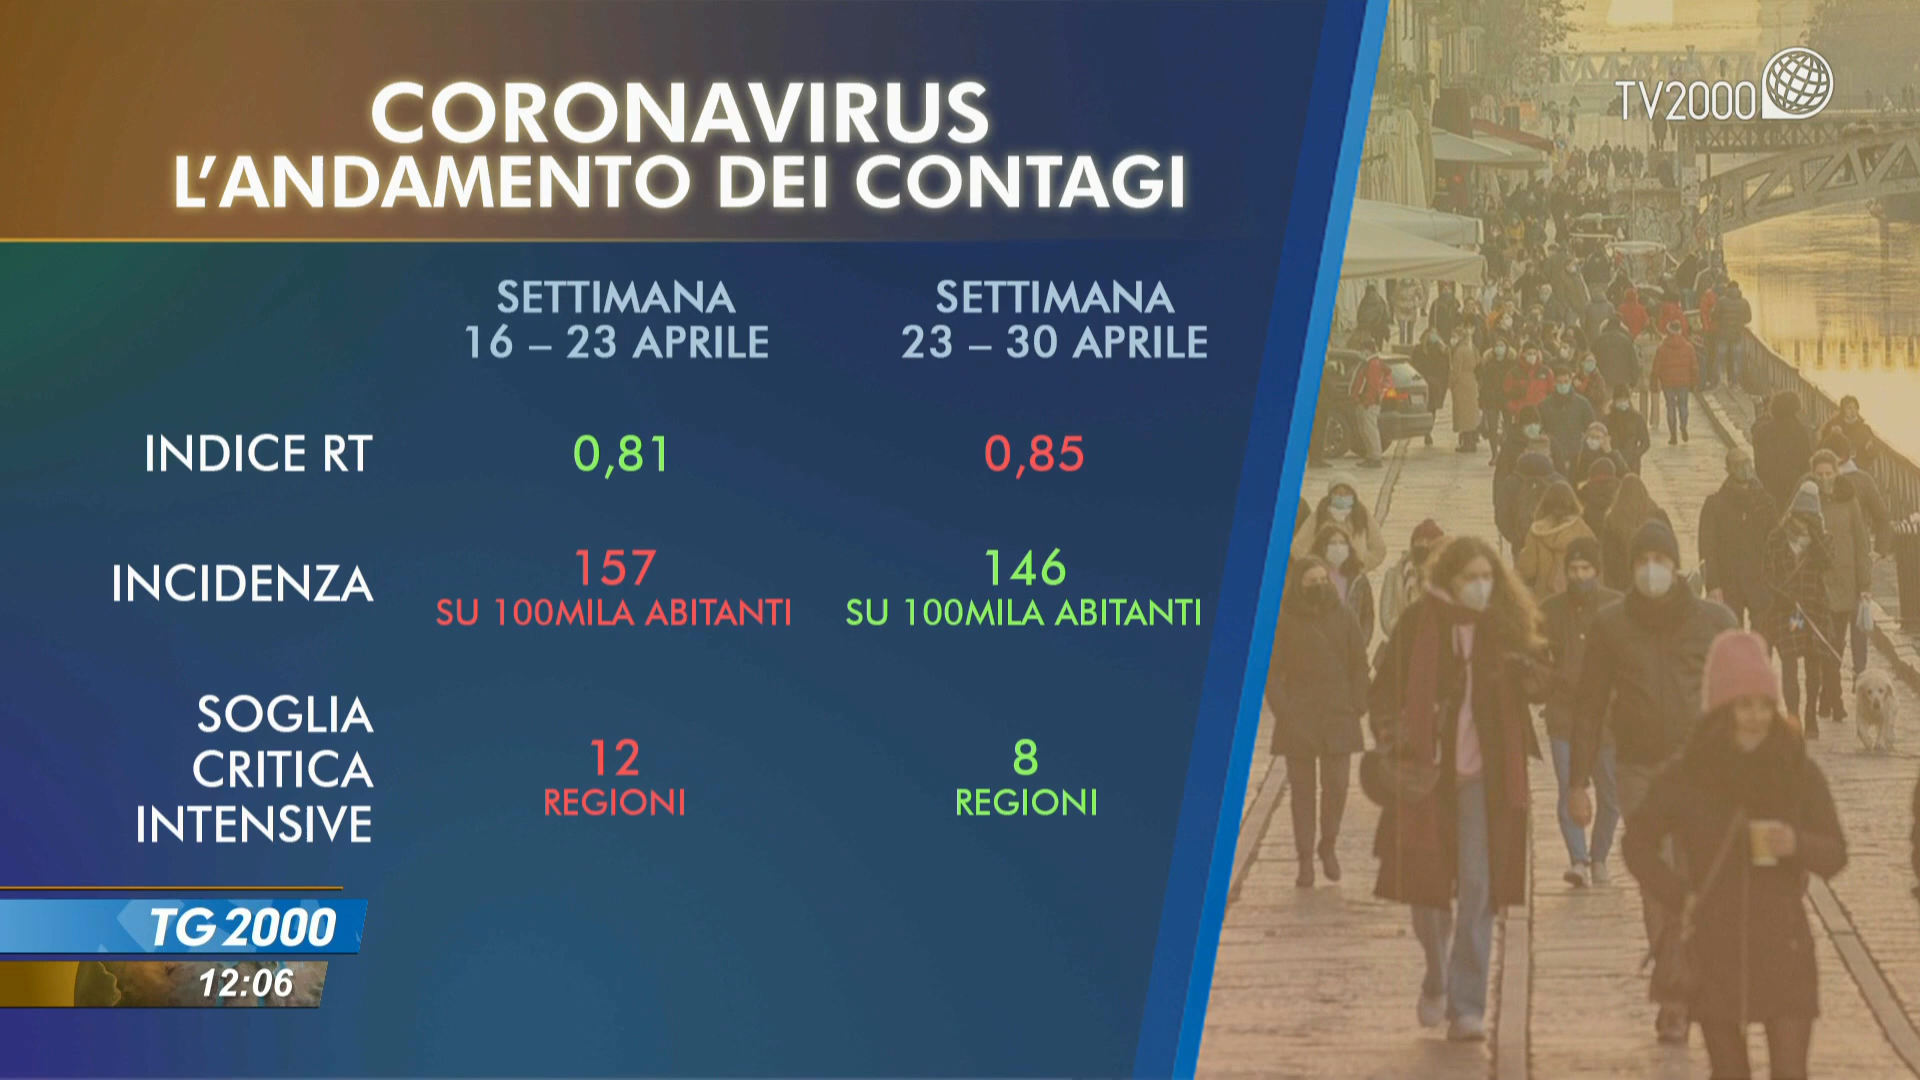 CORONAVIRUS
L'ANDAMENTO DEI CONTAGI
TV2000
SETTIMANA
16 – 23 APRILE
SETTIMANA
23 – 30 APRILE
INDICE RT
0,81
0,85
INCIDENZA
157
SU 100MILA ABITANTI
146
SU 100MILA ABITANTI
SOGLIA
CRITICA
INTENSIVE
12
REGIONI
8
REGIONI
TG 2000
12:06